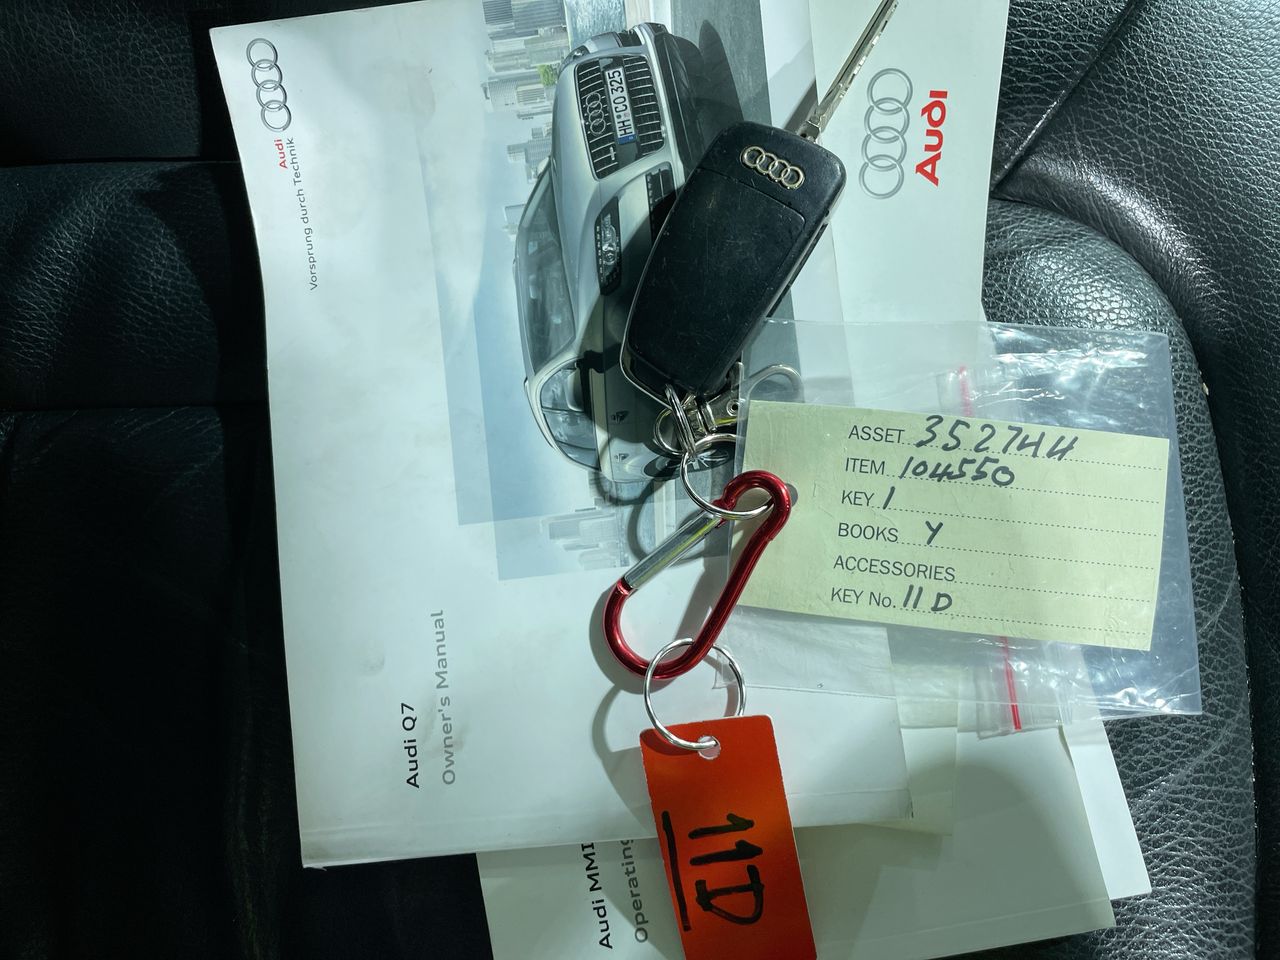 Audi
Vorsprung durch Technik
HH CO 325
Audi
Audi Q7
Owner's Manual
ASSET 352744
ITEM 104550
KEY 1
BOOKS Y
ACCESSORIES
KEY No. 11 D
11D
Audi MMI
Operating